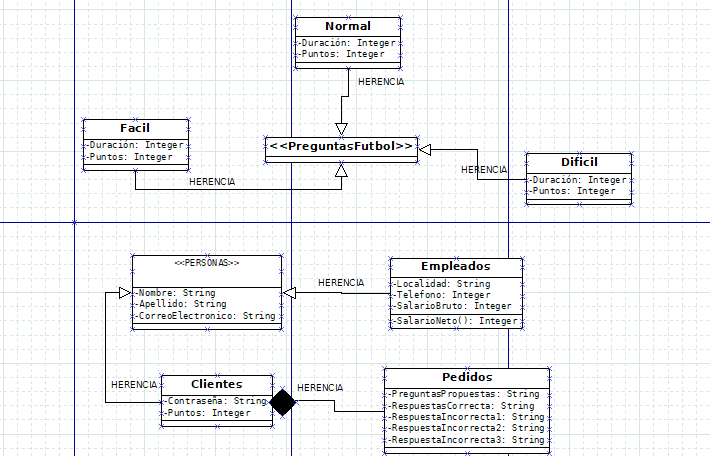 Normal
-Duración: Integer
-Puntos: Integer
HERENCIA
Facil
-Duración: Integer
-Puntos: Integer
HERENCIA
<<PreguntasFutbol>>
HERENCIA
Dificil
-Duración: Integer
-Puntos: Integer
<<PERSONAS>>
-Nombre: String
-Apellido: String
-CorreoElectronico: String
HERENCIA
Empleados
-Localidad: String
-Telefono: Integer
-SalarioBruto: Integer
-SalarioNeto(): Integer
HERENCIA
Clientes
-Contraseña: String
-Puntos: Integer
HERENCIA
Pedidos
-PreguntasPropuestas: String
-RespuestasCorrecta: String
-RespuestaIncorrecta1: String
-RespuestaIncorrecta2: String
-RespuestaIncorrecta3: String